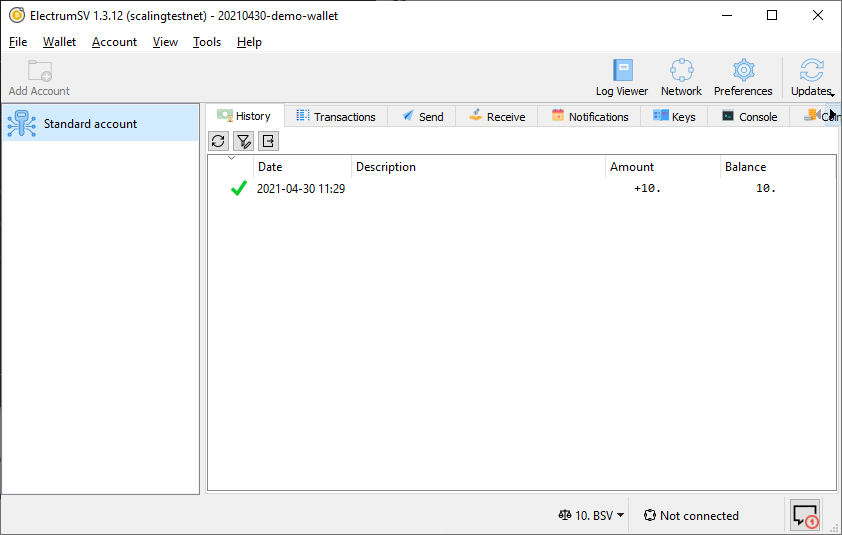 ElectrumSV 1.3.12 (scalingtestnet) - 20210430-demo-wallet
File Wallet Account View Tools Help
Add Account Log Viewer Network Preferences Updates
Standard account
History Transactions Send Receive Notifications Keys Console
Date Description Amount Balance
2021-04-30 11:29 +10. 10.
10. BSV Not connected
1